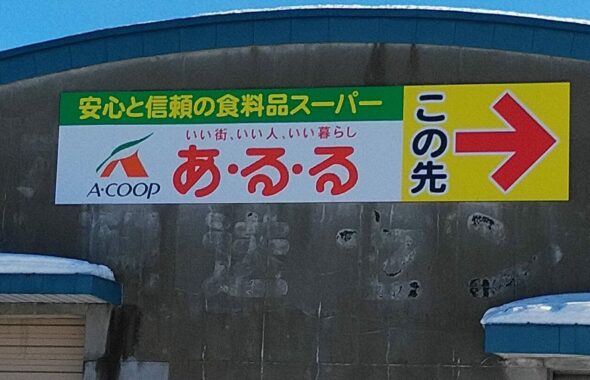 安心と信頼の食料品スーパー
いい街、いい人、いい暮らし
A・COOP
あ・る・る
この先